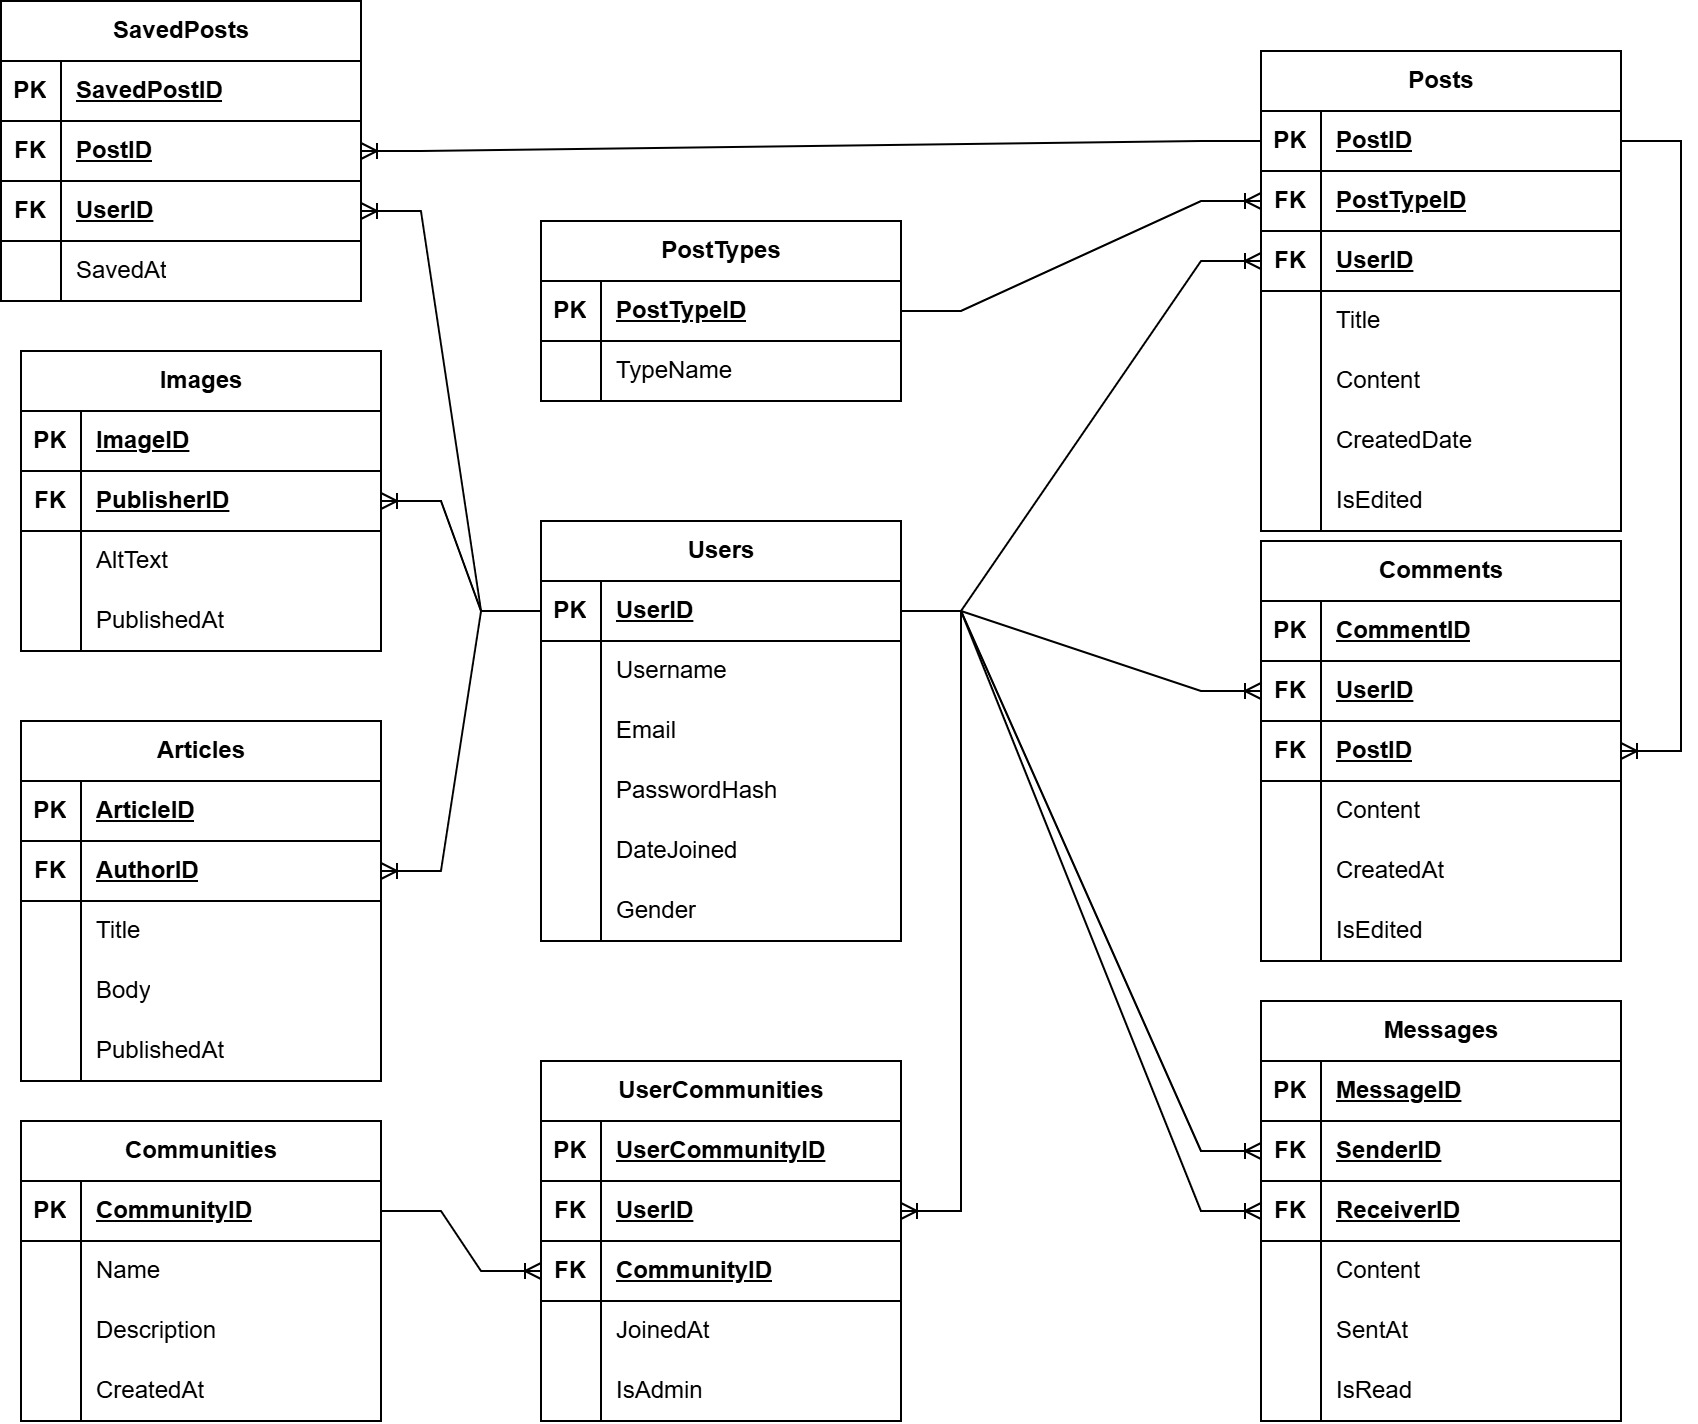 SavedPosts
PK SavedPostID
FK PostID
FK UserID
SavedAt
Images
PK ImageID
FK PublisherID
AltText
PublishedAt
Articles
PK ArticleID
FK AuthorID
Title
Body
PublishedAt
Communities
PK CommunityID
Name
Description
CreatedAt
PostTypes
PK PostTypeID
TypeName
Users
PK UserID
Username
Email
PasswordHash
DateJoined
Gender
UserCommunities
PK UserCommunityID
FK UserID
FK CommunityID
JoinedAt
IsAdmin
Posts
PK PostID
FK PostTypeID
FK UserID
Title
Content
CreatedDate
IsEdited
Comments
PK CommentID
FK UserID
FK PostID
Content
CreatedAt
IsEdited
Messages
PK MessageID
FK SenderID
FK ReceiverID
Content
SentAt
IsRead